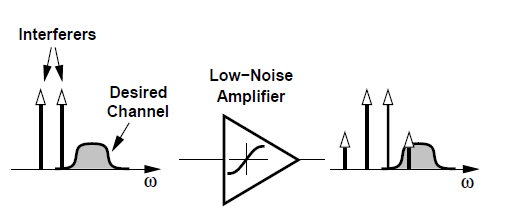 Interferers
Desired
Channel
Low−Noise
Amplifier
ω
ω